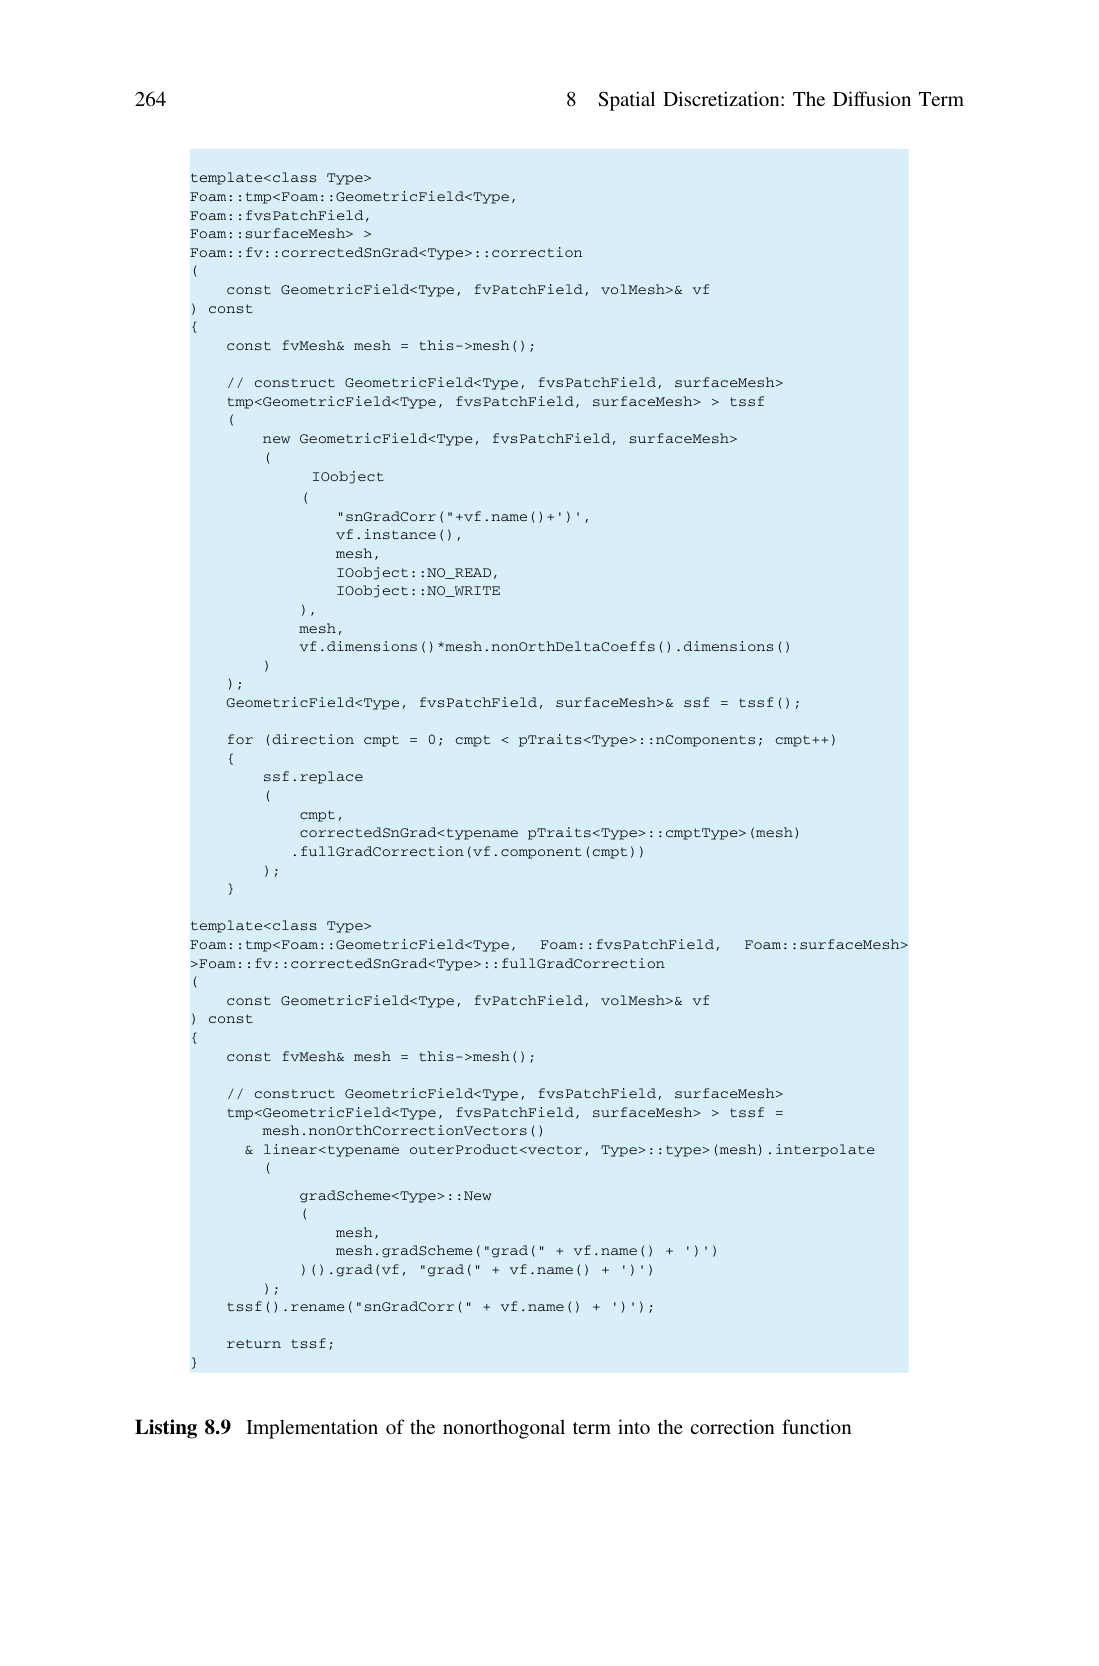 264
8 Spatial Discretization: The Diffusion Term
template<class Type>
Foam::tmp<Foam::GeometricField<Type,
Foam::fvsPatchField,
Foam::surfaceMesh> >
Foam::fv::correctedSnGrad<Type>::correction
(
    const GeometricField<Type, fvPatchField, volMesh>& vf
) const
{
    const fvMesh& mesh = this->mesh();
    // construct GeometricField<Type, fvsPatchField, surfaceMesh>
    tmp<GeometricField<Type, fvsPatchField, surfaceMesh> > tssf
    (
        new GeometricField<Type, fvsPatchField, surfaceMesh>
        (
             IOobject
            (
                "snGradCorr("+vf.name()+')',
                vf.instance(),
                mesh,
                IOobject::NO_READ,
                IOobject::NO_WRITE
            ),
            mesh,
            vf.dimensions()*mesh.nonOrthDeltaCoeffs().dimensions()
        )
    );
    GeometricField<Type, fvsPatchField, surfaceMesh>& ssf = tssf();
    for (direction cmpt = 0; cmpt < pTraits<Type>::nComponents; cmpt++)
    {
        ssf.replace
        (
            cmpt,
            correctedSnGrad<typename pTraits<Type>::cmptType>(mesh)
           .fullGradCorrection(vf.component(cmpt))
        );
    }
template<class Type>
Foam::tmp<Foam::GeometricField<Type, Foam::fvsPatchField, Foam::surfaceMesh>
>Foam::fv::correctedSnGrad<Type>::fullGradCorrection
(
    const GeometricField<Type, fvPatchField, volMesh>& vf
) const
{
    const fvMesh& mesh = this->mesh();
    // construct GeometricField<Type, fvsPatchField, surfaceMesh>
    tmp<GeometricField<Type, fvsPatchField, surfaceMesh> > tssf =
        mesh.nonOrthCorrectionVectors()
      & linear<typename outerProduct<vector, Type>::type>(mesh).interpolate
        (
            gradScheme<Type>::New
            (
                mesh,
                mesh.gradScheme("grad(" + vf.name() + ')')
            )().grad(vf, "grad(" + vf.name() + ')')
        );
    tssf().rename("snGradCorr(" + vf.name() + ')');
    return tssf;
}
Listing 8.9 Implementation of the nonorthogonal term into the correction function